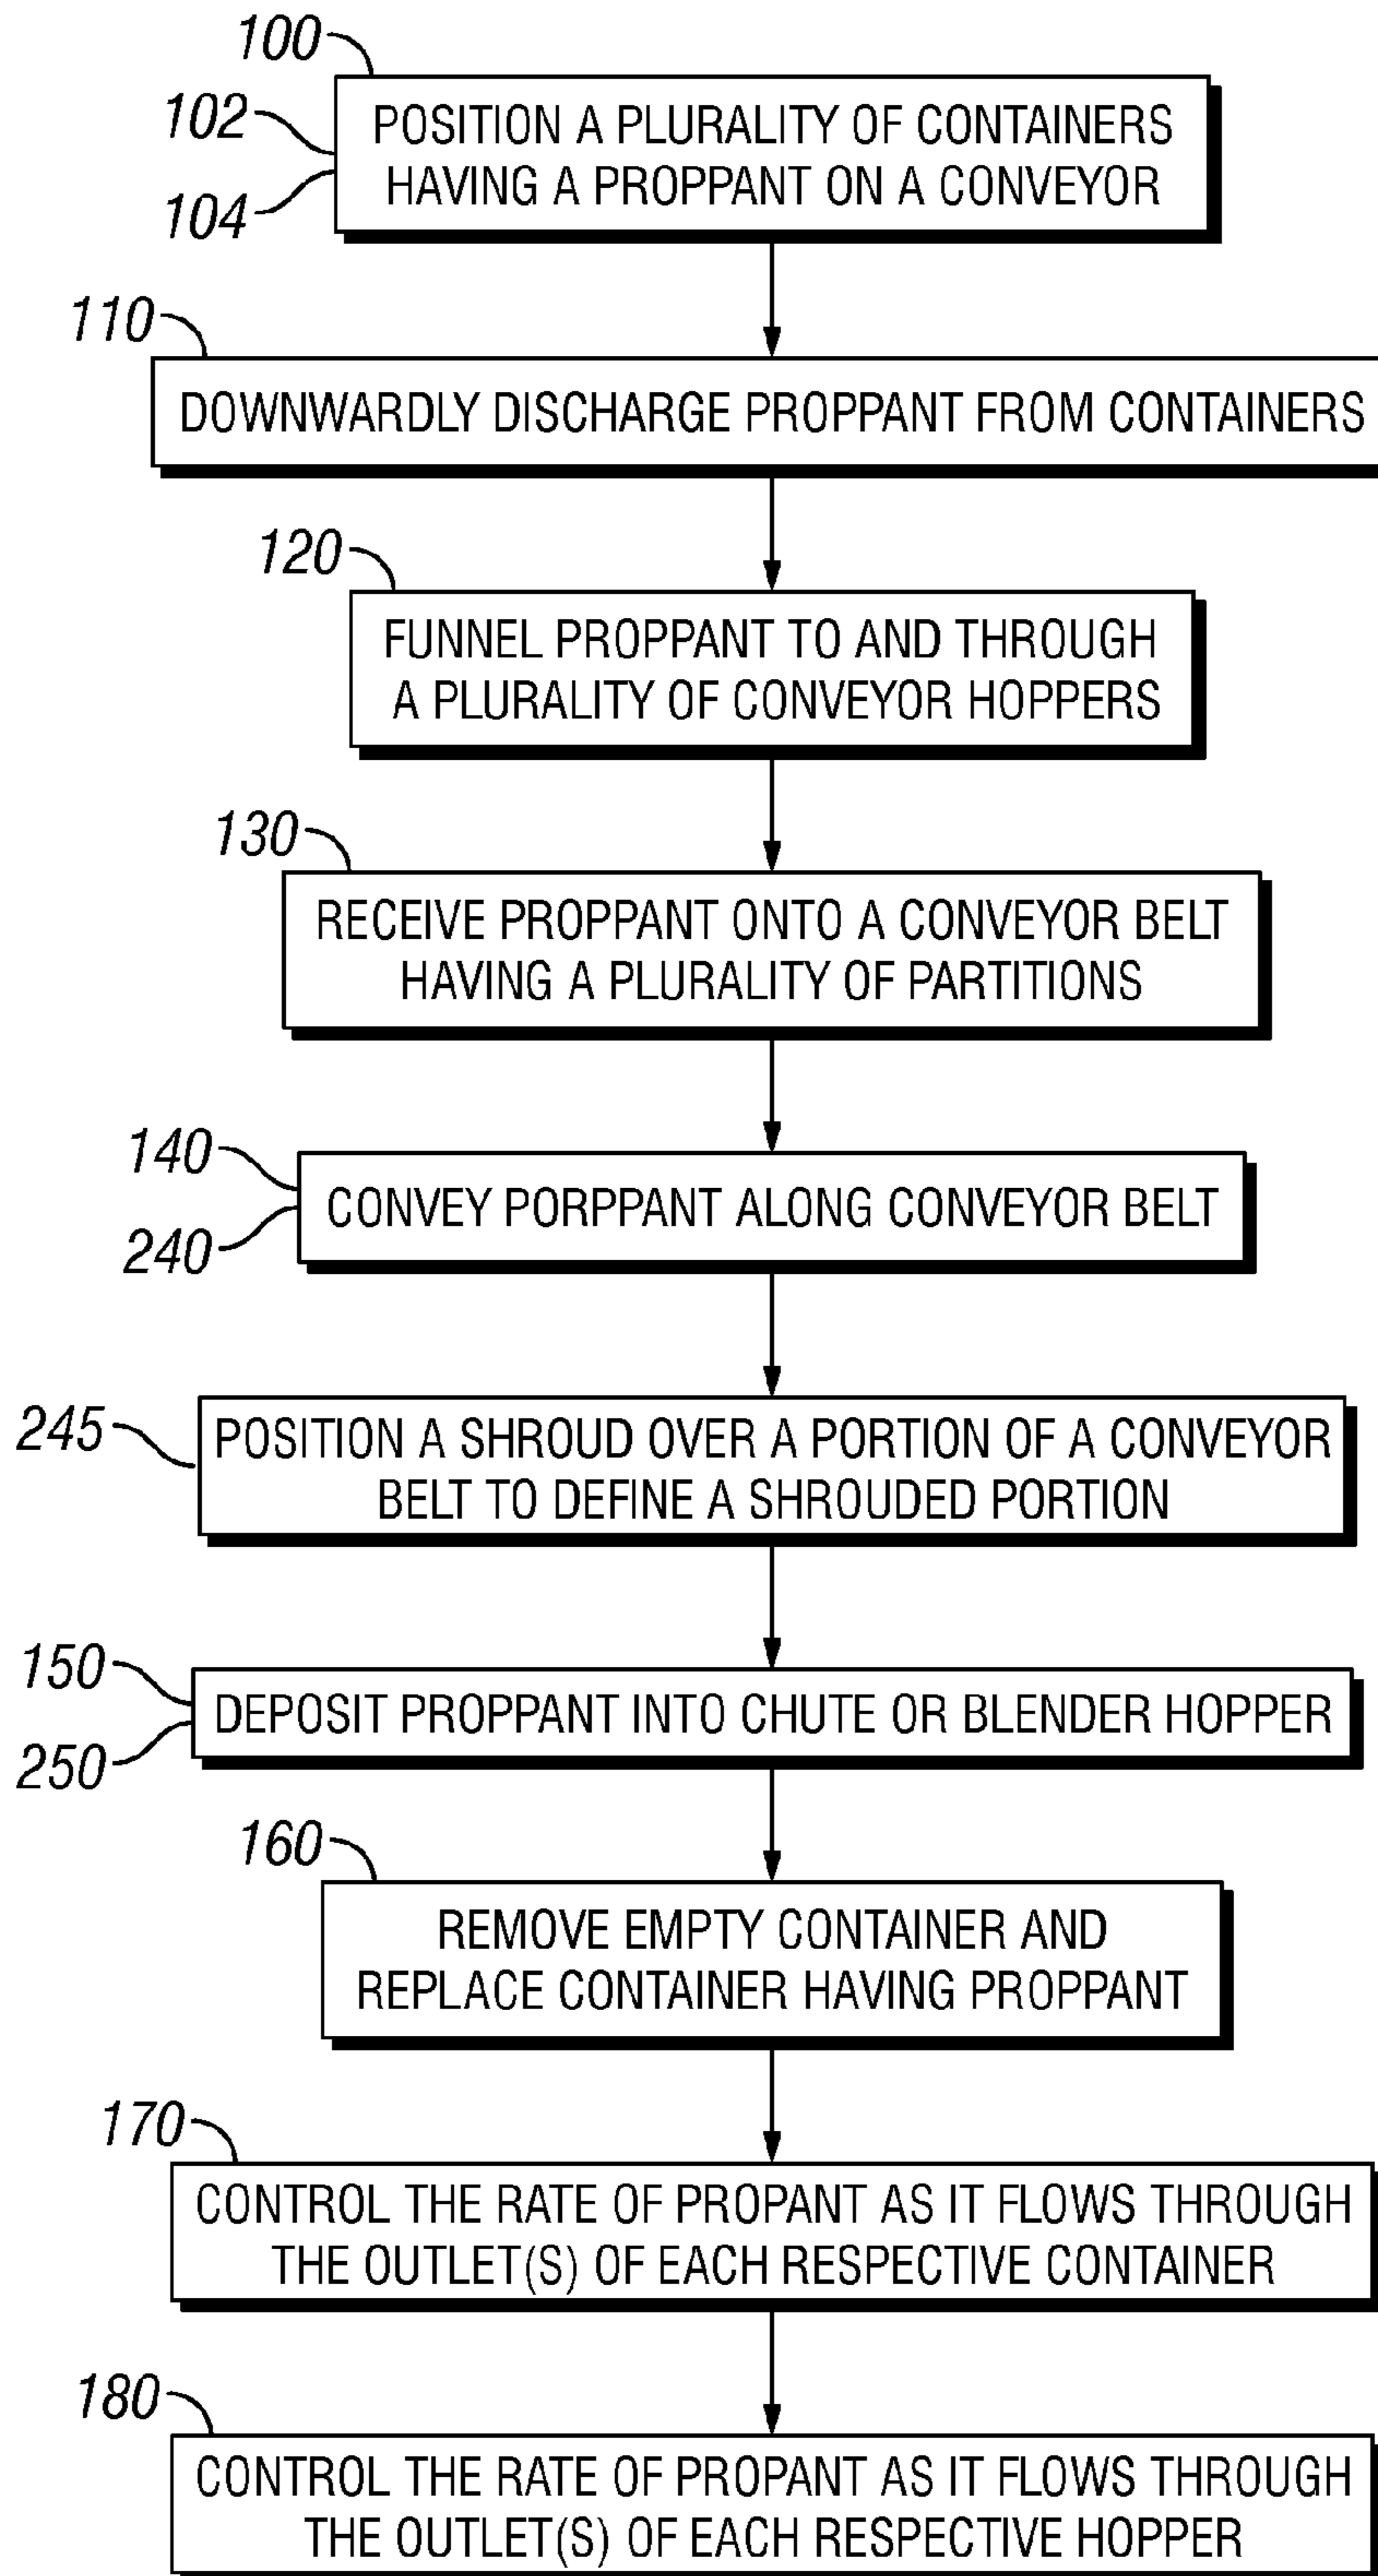 100
102
104
POSITION A PLURALITY OF CONTAINERS
HAVING A PROPPANT ON A CONVEYOR
110
DOWNWARDLY DISCHARGE PROPPANT FROM CONTAINERS
120
FUNNEL PROPPANT TO AND THROUGH
A PLURALITY OF CONVEYOR HOPPERS
130
RECEIVE PROPPANT ONTO A CONVEYOR BELT
HAVING A PLURALITY OF PARTITIONS
140
240
CONVEY PORPPANT ALONG CONVEYOR BELT
245
POSITION A SHROUD OVER A PORTION OF A CONVEYOR
BELT TO DEFINE A SHROUDED PORTION
150
250
DEPOSIT PROPPANT INTO CHUTE OR BLENDER HOPPER
160
REMOVE EMPTY CONTAINER AND
REPLACE CONTAINER HAVING PROPPANT
170
CONTROL THE RATE OF PROPANT AS IT FLOWS THROUGH
THE OUTLET(S) OF EACH RESPECTIVE CONTAINER
180
CONTROL THE RATE OF PROPANT AS IT FLOWS THROUGH
THE OUTLET(S) OF EACH RESPECTIVE HOPPER